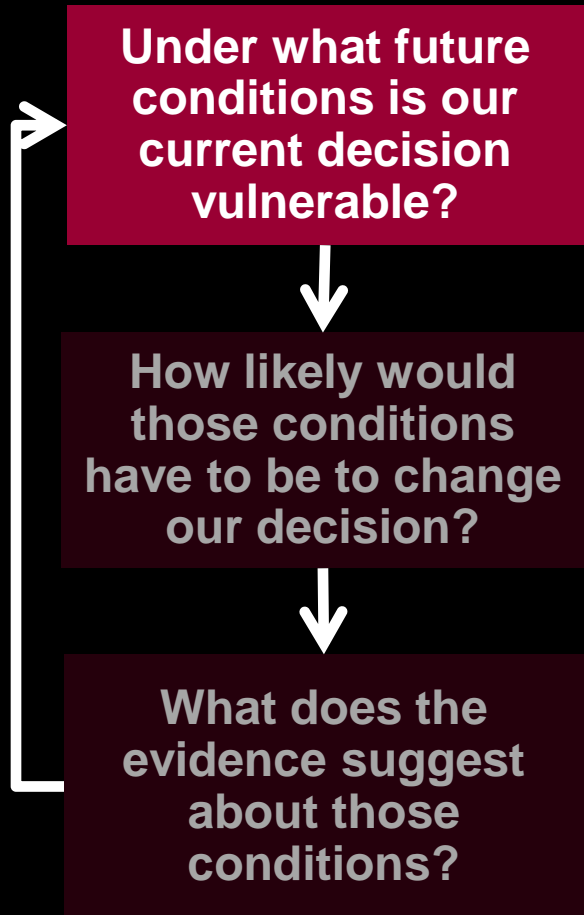 Under what future
conditions is our
current decision
vulnerable?
How likely would
those conditions
have to be to change
our decision?
What does the
evidence suggest
about those
conditions?